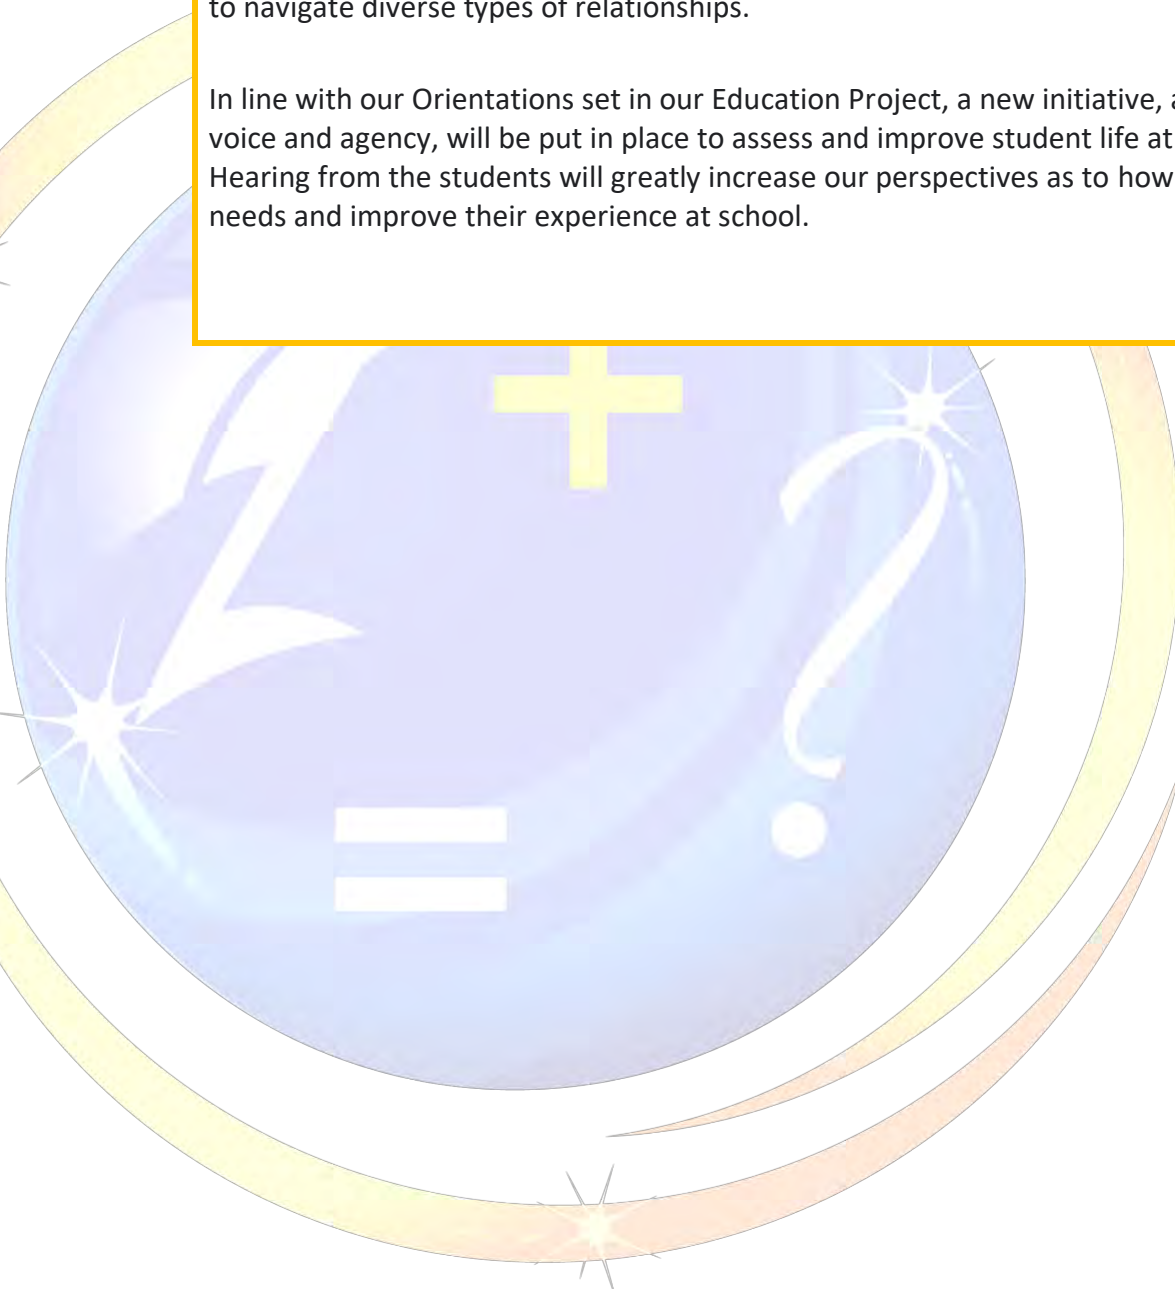 to navigate diverse types of relationships.
In line with our Orientations set in our Education Project, a new initiative, a
voice and agency, will be put in place to assess and improve student life at
Hearing from the students will greatly increase our perspectives as to how
needs and improve their experience at school.
+
?
=